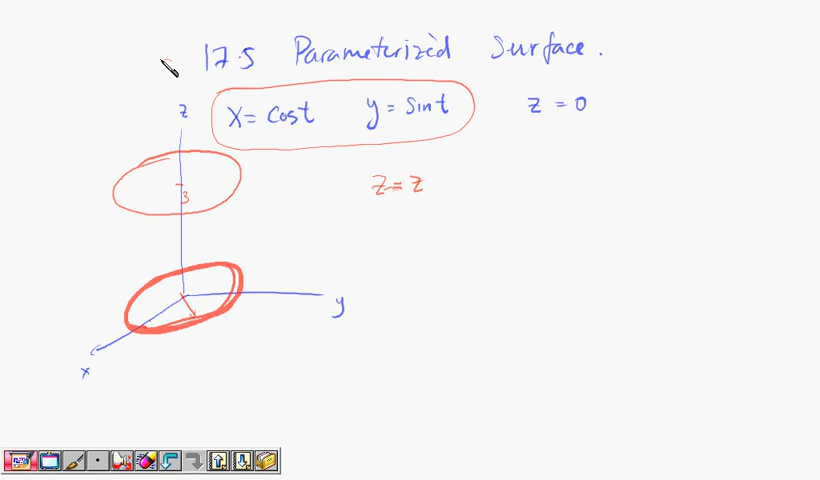 17.5 Parameterized Surface.
z
x = cost y = sint z = 0
3
z = z
y
x